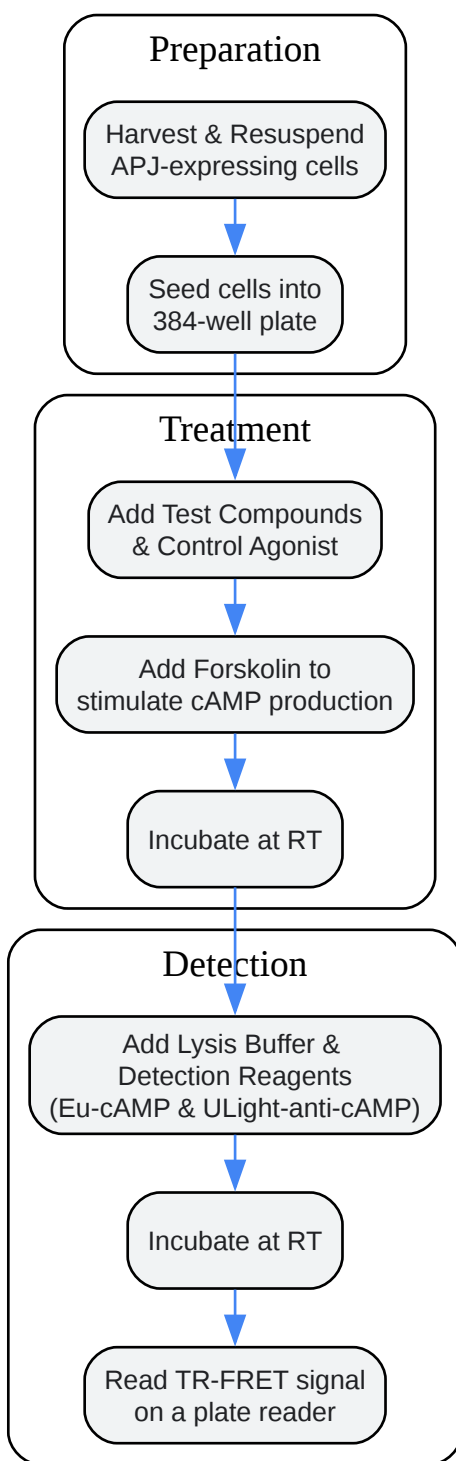 Preparation
Harvest & Resuspend
APJ-expressing cells
Seed cells into
384-well plate
Treatment
Add Test Compounds
& Control Agonist
Add Forskolin to
stimulate cAMP production
Incubate at RT
Detection
Add Lysis Buffer &
Detection Reagents
(Eu-cAMP & ULight-anti-cAMP)
Incubate at RT
Read TR-FRET signal
on a plate reader